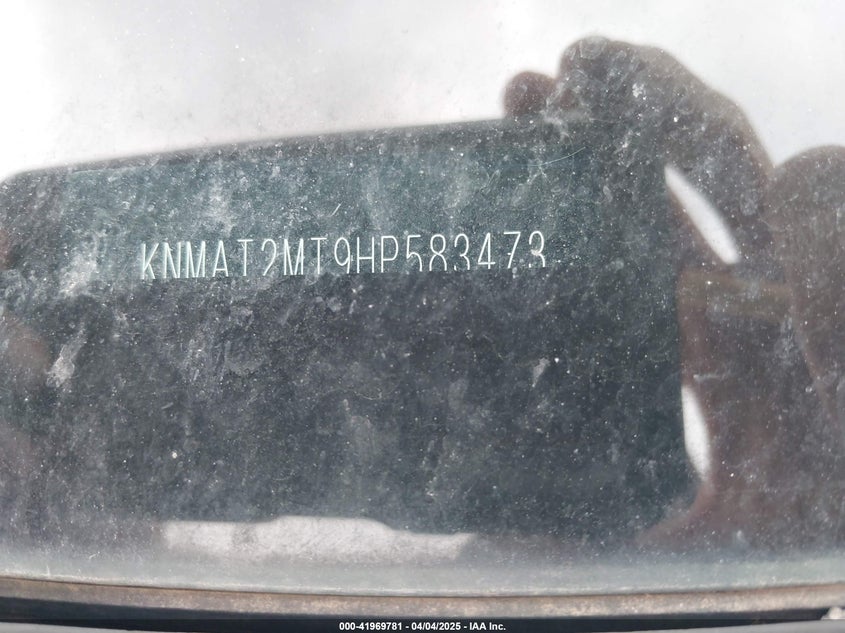 KNMAT2MT9HP583473
000-41969781 - 04/04/2025 - IAA Inc.